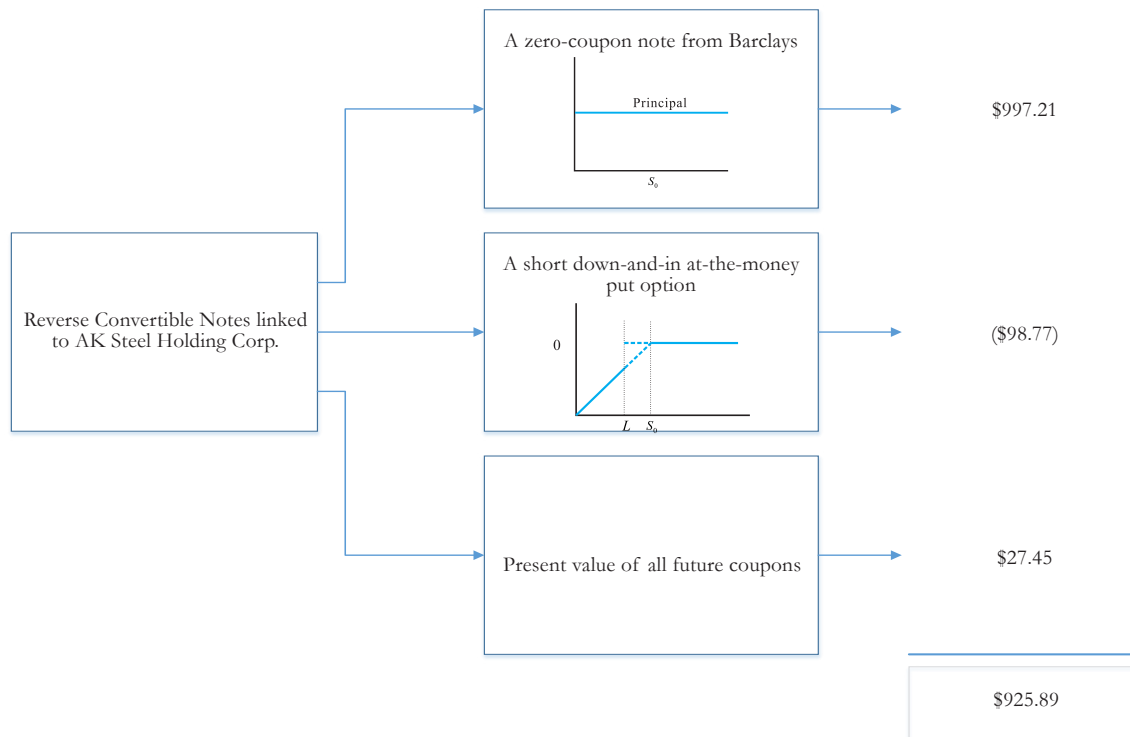 A zero-coupon note from Barclays
Principal
S₀
$997.21
Reverse Convertible Notes linked
to AK Steel Holding Corp.
A short down-and-in at-the-money
put option
0
L S₀
($98.77)
Present value of all future coupons
$27.45
$925.89